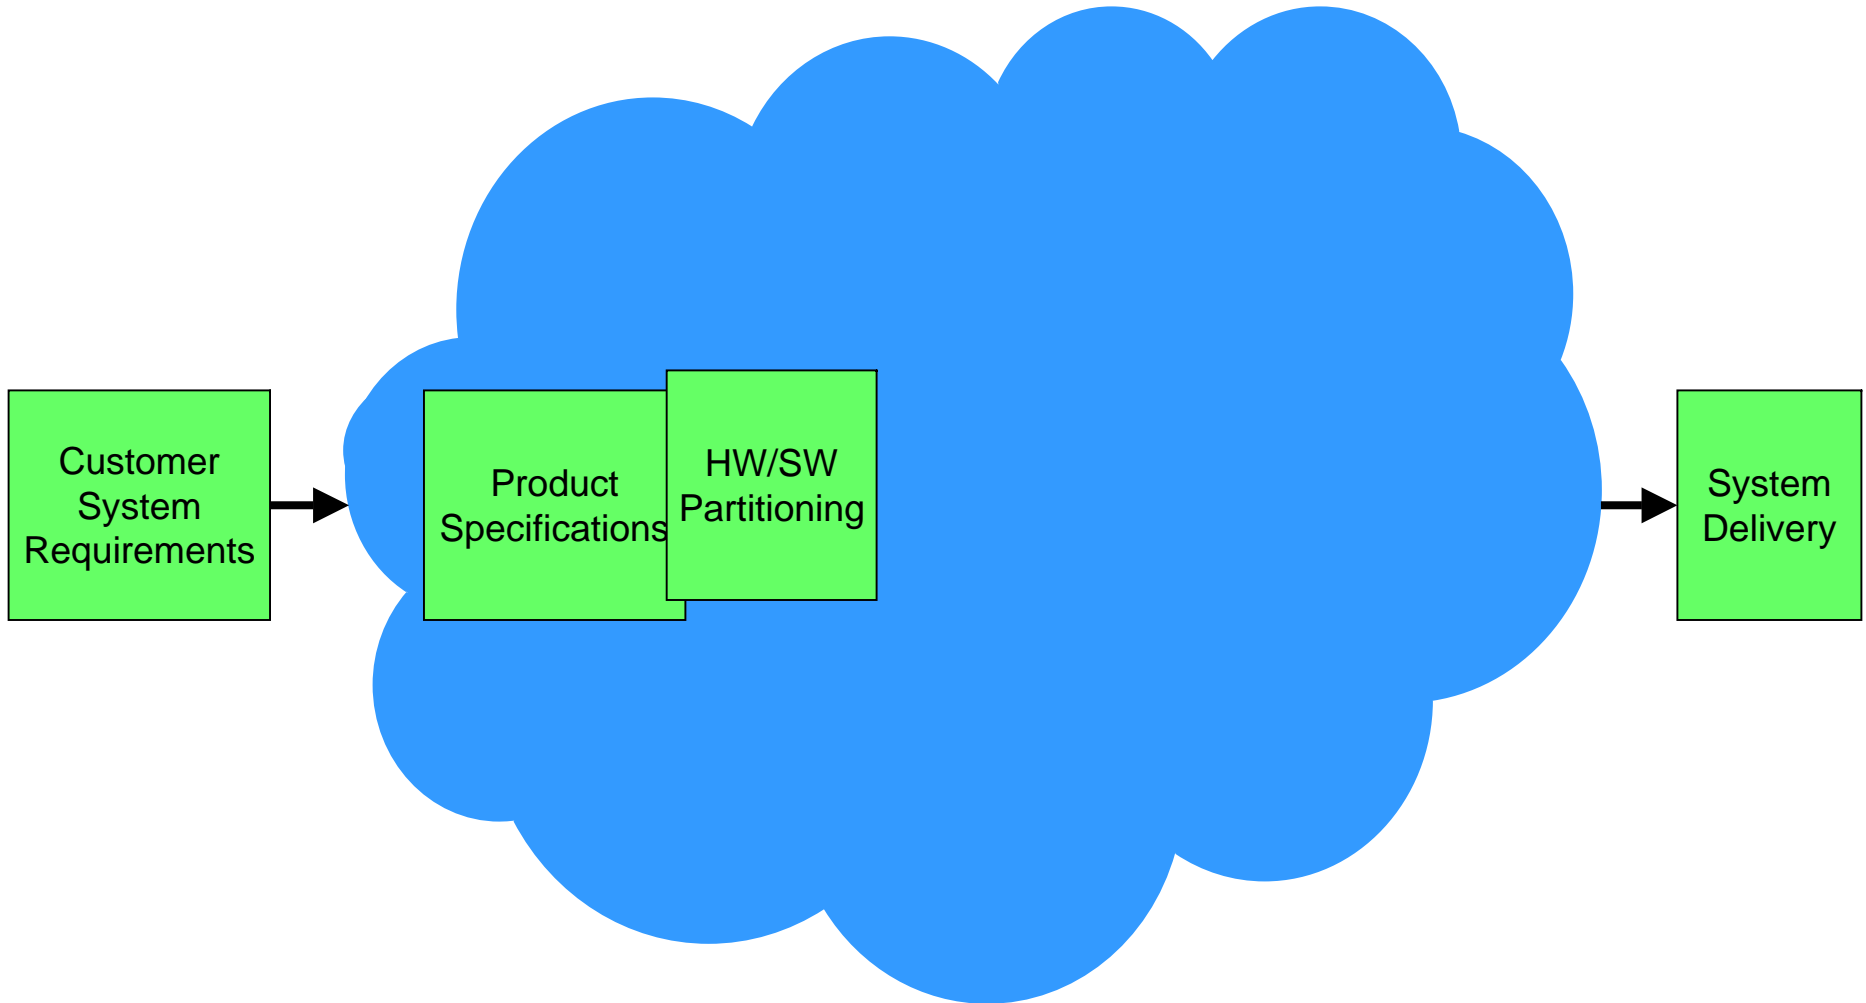 Customer
System
Requirements
Product
Specifications
HW/SW
Partitioning
System
Delivery